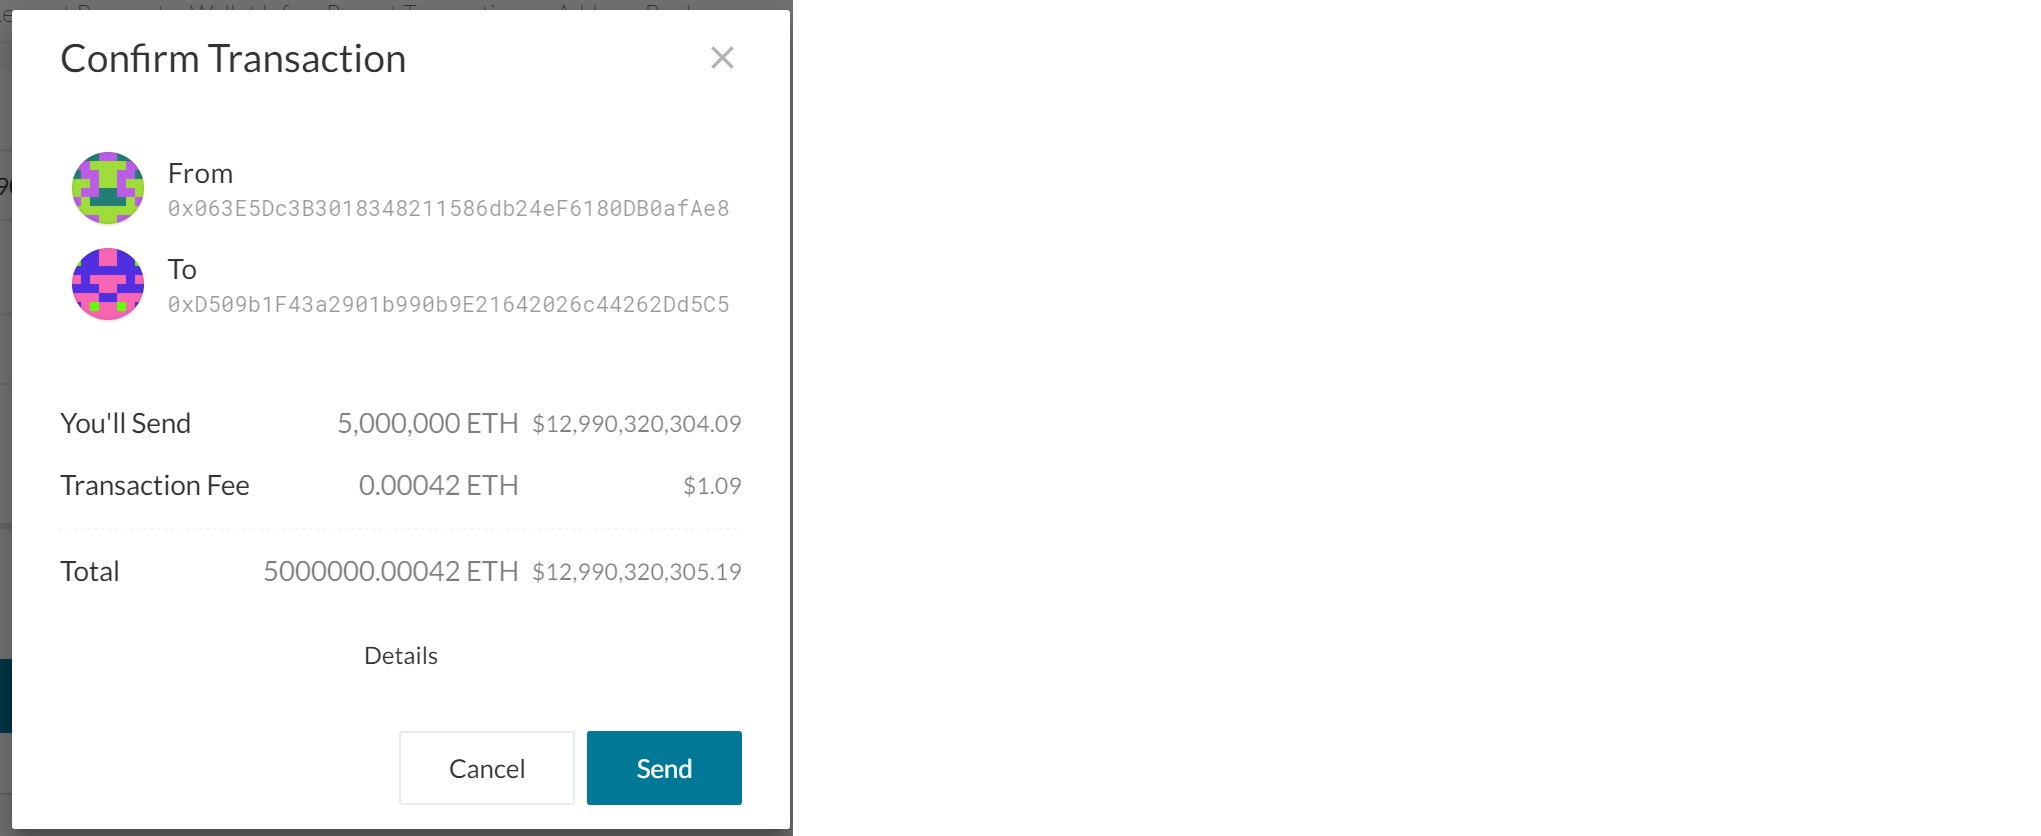 Confirm Transaction
From
0x063E5Dc3B3018348211586db24eF6180DB0afAe8
To
0xD509b1F43a2901b990b9E21642026c44262Dd5C5
You'll Send 5,000,000 ETH $12,990,320,304.09
Transaction Fee 0.00042 ETH $1.09
Total 5000000.00042 ETH $12,990,320,305.19
Details
Cancel Send